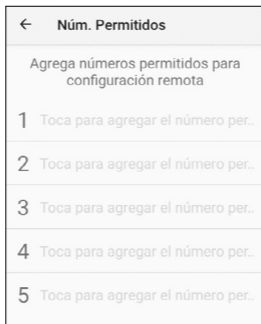 ← Núm. Permitidos
Agrega números permitidos para
configuración remota
1 Toca para agregar el número per..
2 Toca para agregar el número per..
3 Toca para agregar el número per..
4 Toca para agregar el número per..
5 Toca para agregar el número per..